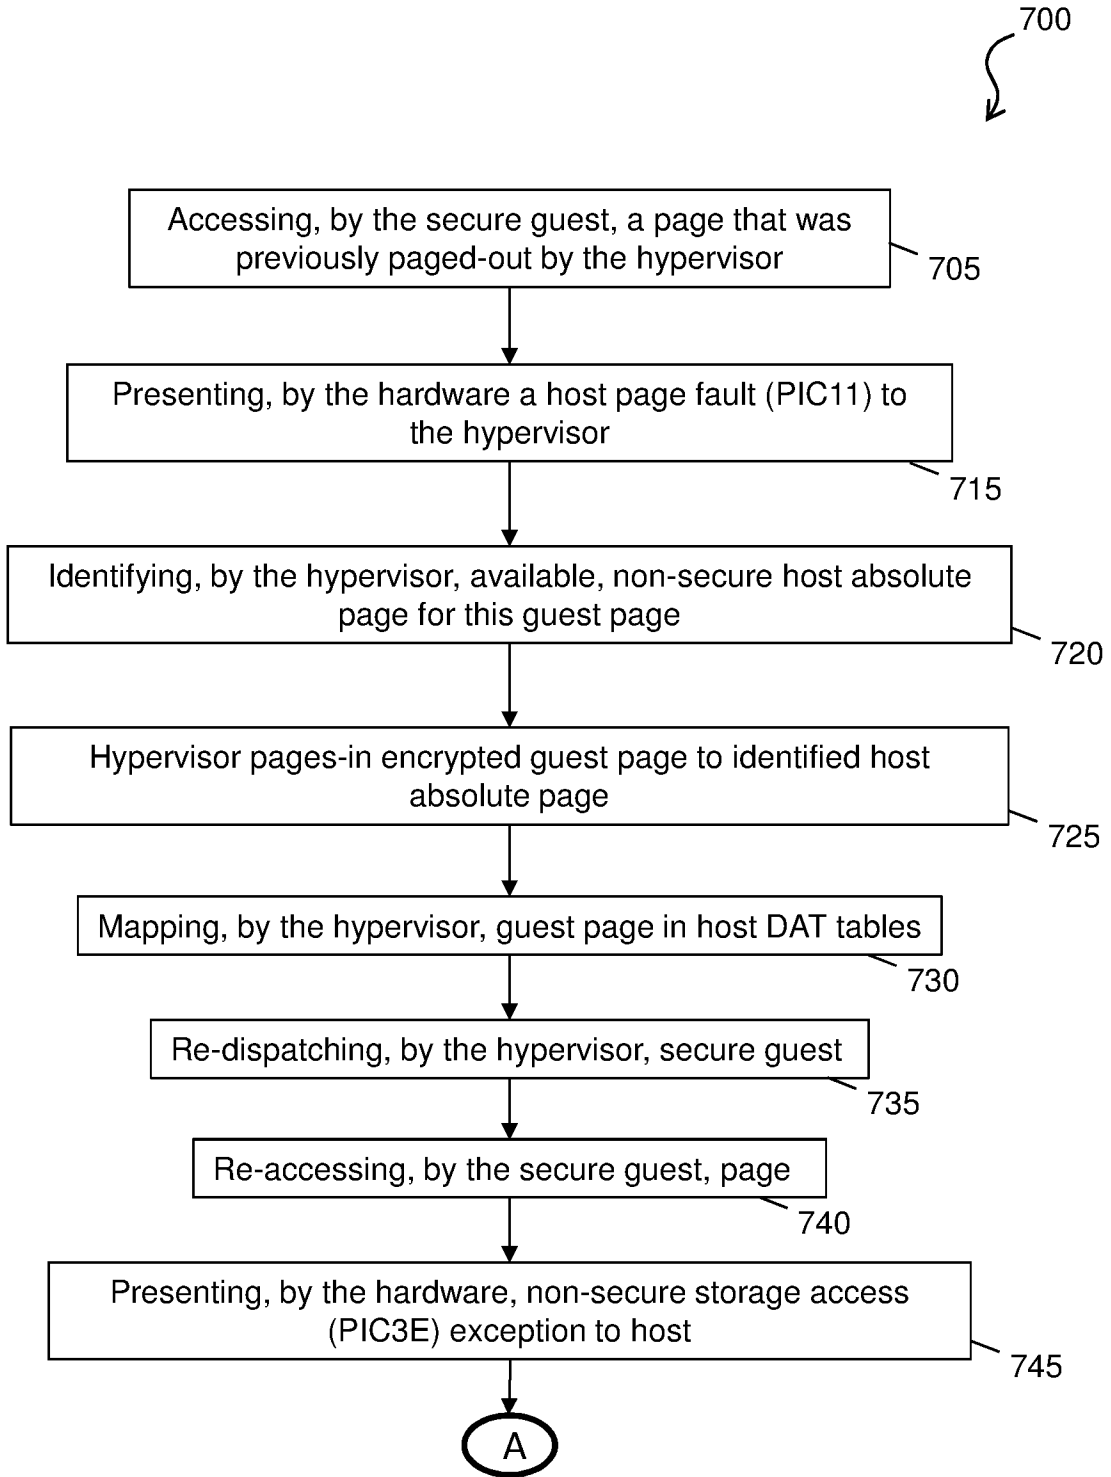 700
Accessing, by the secure guest, a page that was
previously paged-out by the hypervisor
705
Presenting, by the hardware a host page fault (PIC11) to
the hypervisor
715
Identifying, by the hypervisor, available, non-secure host absolute
page for this guest page
720
Hypervisor pages-in encrypted guest page to identified host
absolute page
725
Mapping, by the hypervisor, guest page in host DAT tables
730
Re-dispatching, by the hypervisor, secure guest
735
Re-accessing, by the secure guest, page
740
Presenting, by the hardware, non-secure storage access
(PIC3E) exception to host
745
A